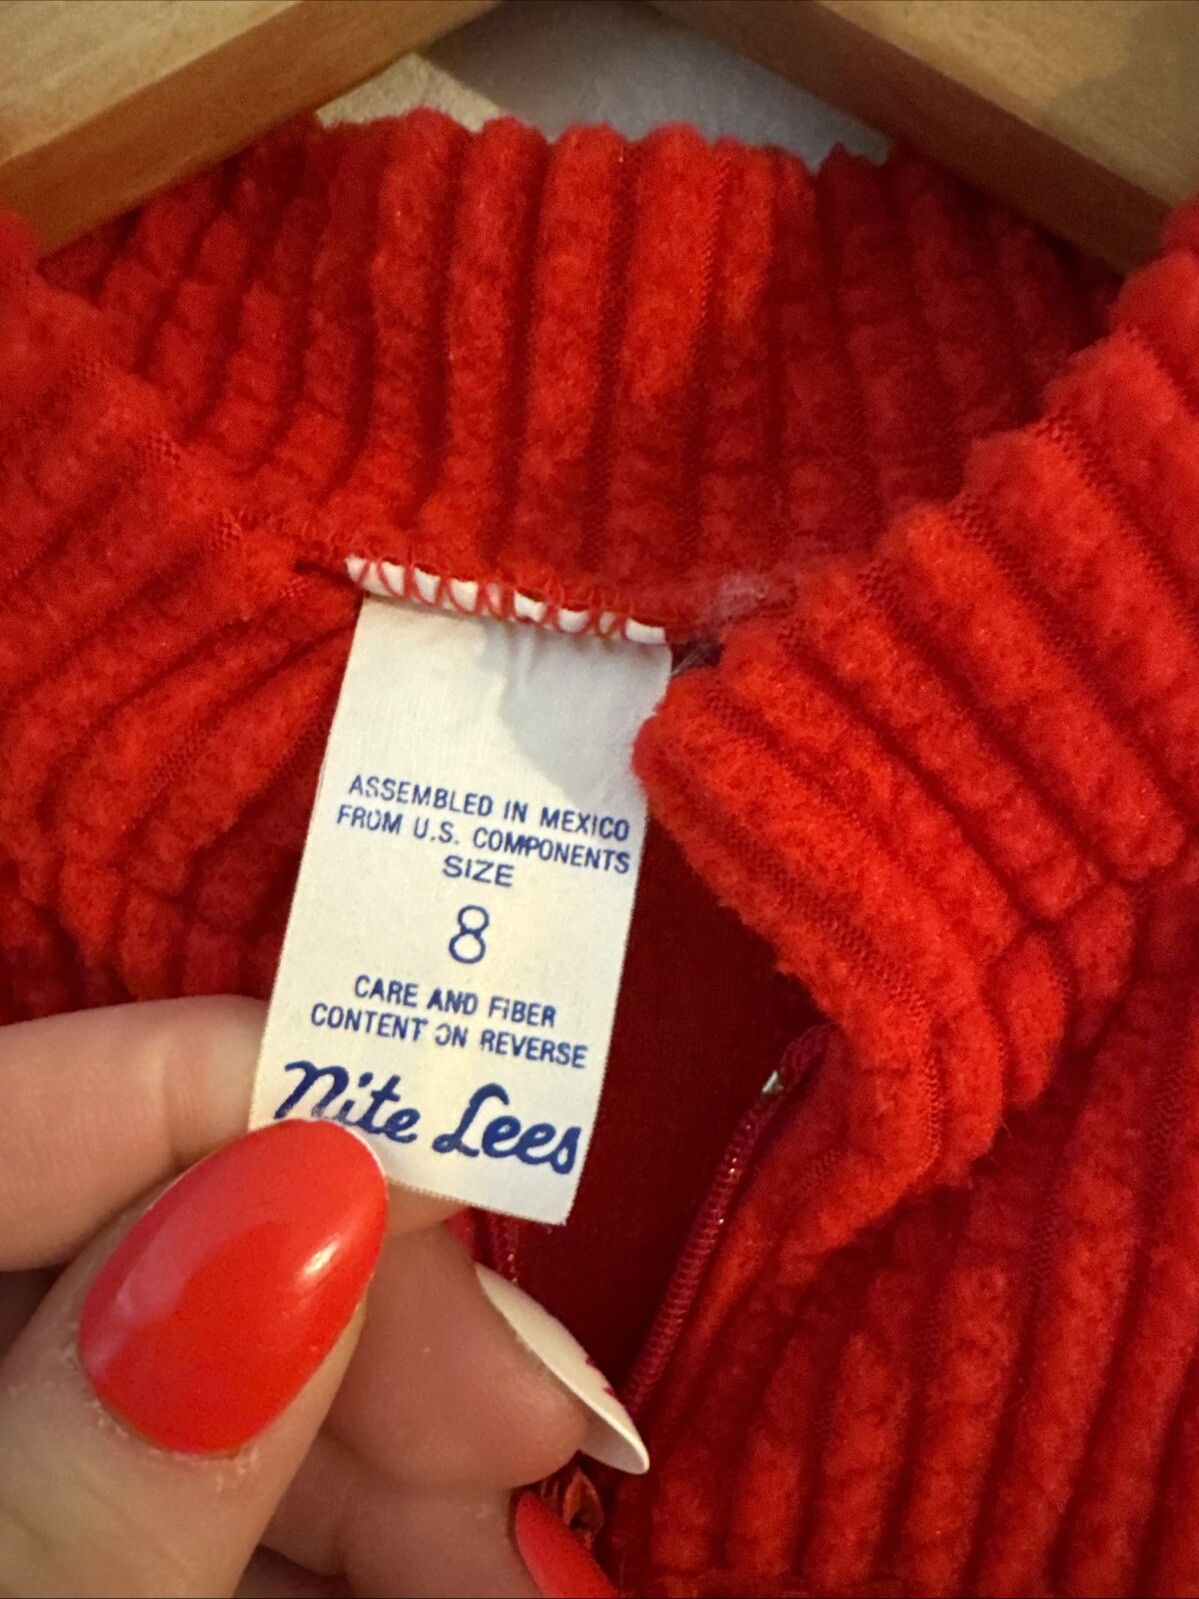 ASSEMBLED IN MEXICO
FROM U.S. COMPONENTS
SIZE
8
CARE AND FIBER
CONTENT ON REVERSE
Nite Lees